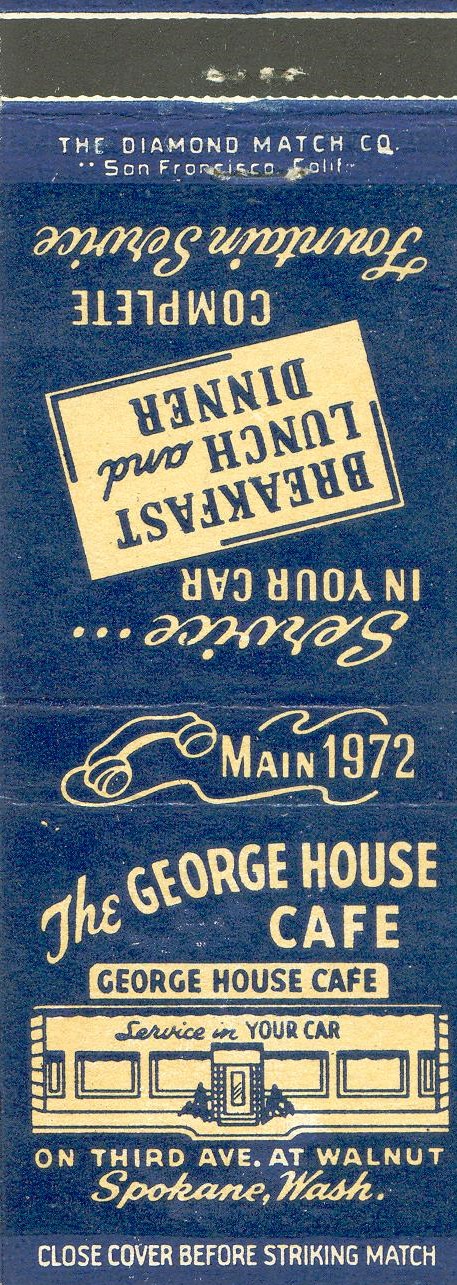 THE DIAMOND MATCH CO.
San Francisco, Calif.
Service...
IN YOUR CAR
BREAKFAST
LUNCH and
DINNER
COMPLETE
Fountain Service
MAIN 1972
The GEORGE HOUSE
CAFE
GEORGE HOUSE CAFE
Service in YOUR CAR
ON THIRD AVE. AT WALNUT
Spokane, Wash.
CLOSE COVER BEFORE STRIKING MATCH